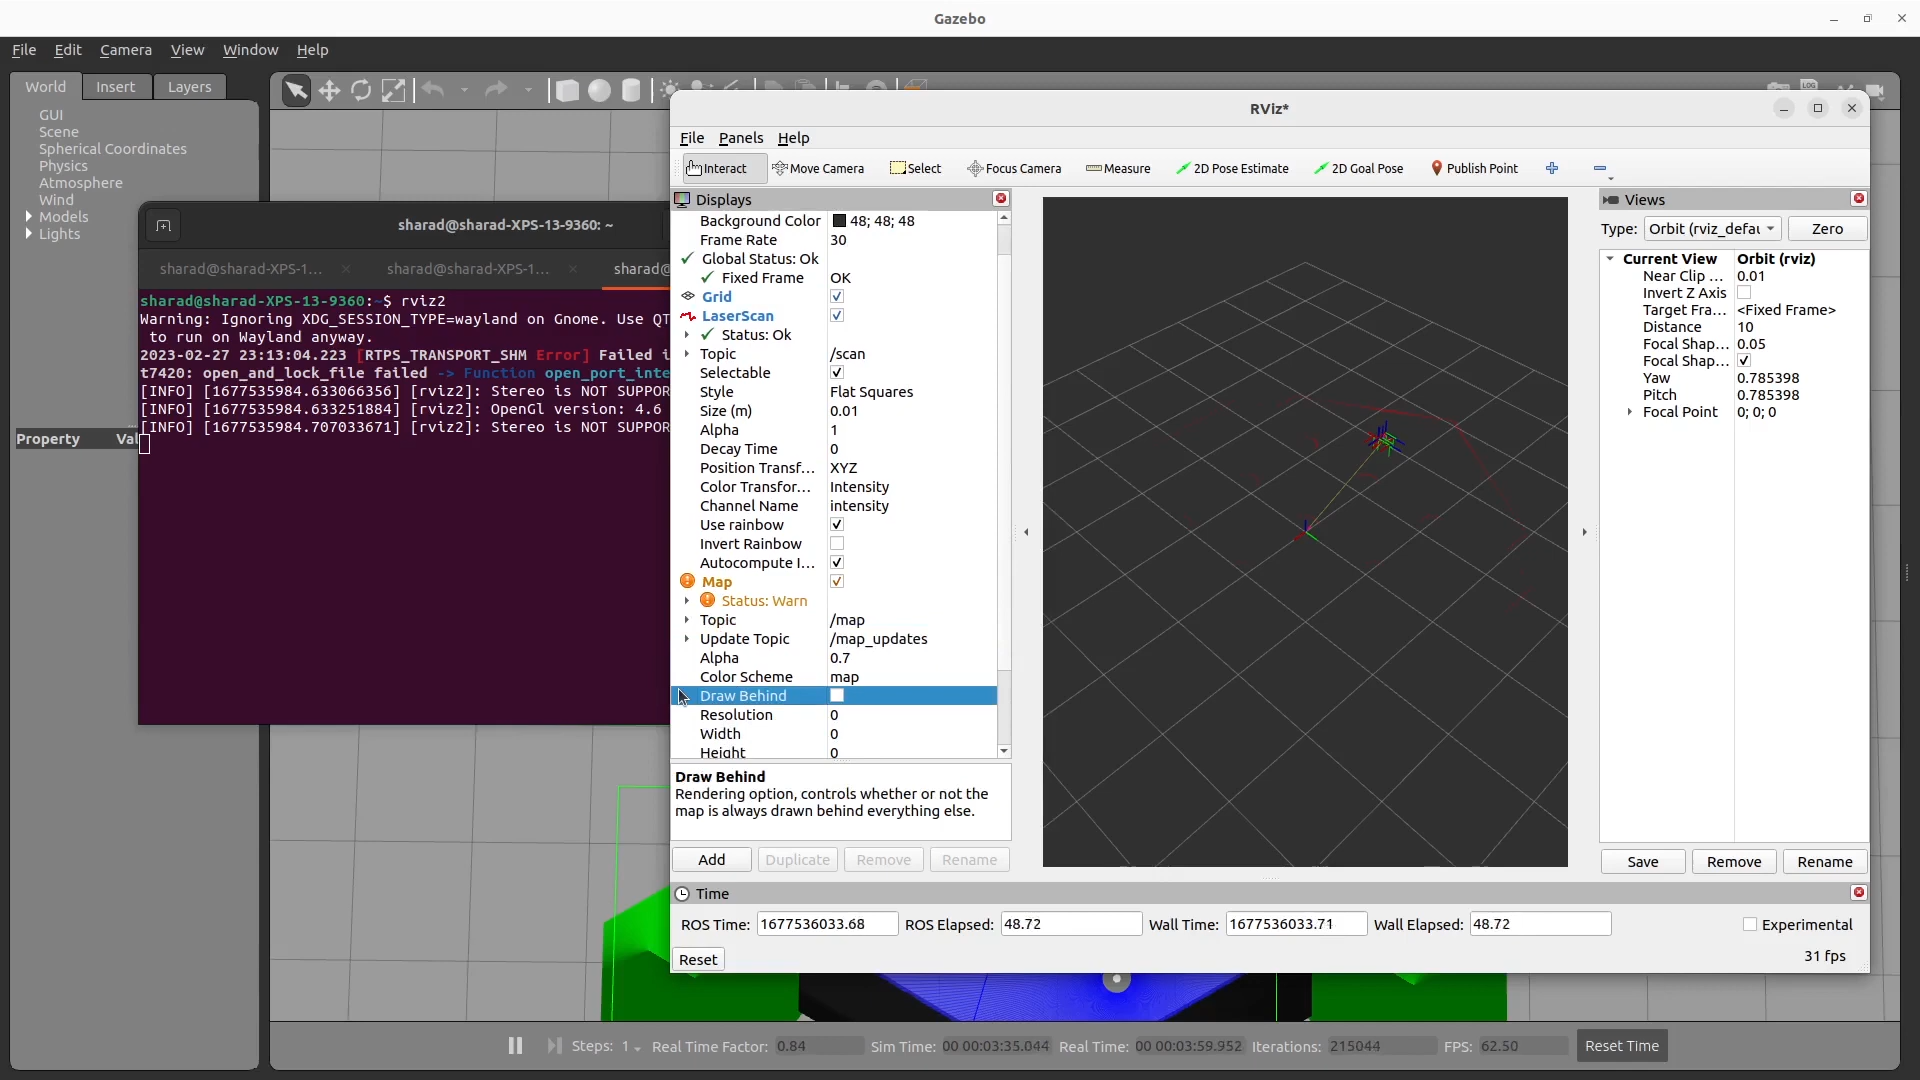 Gazebo
File Edit Camera View Window Help
World Insert Layers
GUI
Scene
Spherical Coordinates
Physics
Atmosphere
Wind
Models
Lights
Property Val
sharad@sharad-XPS-13-9360: ~
sharad@sharad-XPS-1... × sharad@sharad-XPS-1... × sharad@
sharad@sharad-XPS-13-9360:~$ rviz2
Warning: Ignoring XDG_SESSION_TYPE=wayland on Gnome. Use QT
to run on Wayland anyway.
2023-02-27 23:13:04.223 [RTPS_TRANSPORT_SHM Error] Failed i
t7420: open_and_lock_file failed -> Function open_port_inte
[INFO] [1677535984.633066356] [rviz2]: Stereo is NOT SUPPOR
[INFO] [1677535984.633251884] [rviz2]: OpenGl version: 4.6
[INFO] [1677535984.707033671] [rviz2]: Stereo is NOT SUPPOR
RViz*
File Panels Help
Interact Move Camera Select Focus Camera Measure 2D Pose Estimate 2D Goal Pose Publish Point
Displays
Background Color 48; 48; 48
Frame Rate 30
Global Status: Ok
Fixed Frame OK
Grid
LaserScan
Status: Ok
Topic /scan
Selectable
Style Flat Squares
Size (m) 0.01
Alpha 1
Decay Time 0
Position Transf... XYZ
Color Transfor... Intensity
Channel Name intensity
Use rainbow
Invert Rainbow
Autocompute I...
Map
Status: Warn
Topic /map
Update Topic /map_updates
Alpha 0.7
Color Scheme map
Draw Behind
Resolution 0
Width 0
Height 0
Draw Behind
Rendering option, controls whether or not the
map is always drawn behind everything else.
Add Duplicate Remove Rename
Views
Type: Orbit (rviz_defau Zero
Current View Orbit (rviz)
Near Clip ... 0.01
Invert Z Axis
Target Fra... <Fixed Frame>
Distance 10
Focal Shap... 0.05
Focal Shap...
Yaw 0.785398
Pitch 0.785398
Focal Point 0; 0; 0
Save Remove Rename
Time
ROS Time: 1677536033.68 ROS Elapsed: 48.72 Wall Time: 1677536033.71 Wall Elapsed: 48.72 Experimental
Reset 31 fps
Steps: 1 Real Time Factor: 0.84 Sim Time: 00 00:03:35.044 Real Time: 00 00:03:59.952 Iterations: 215044 FPS: 62.50 Reset Time